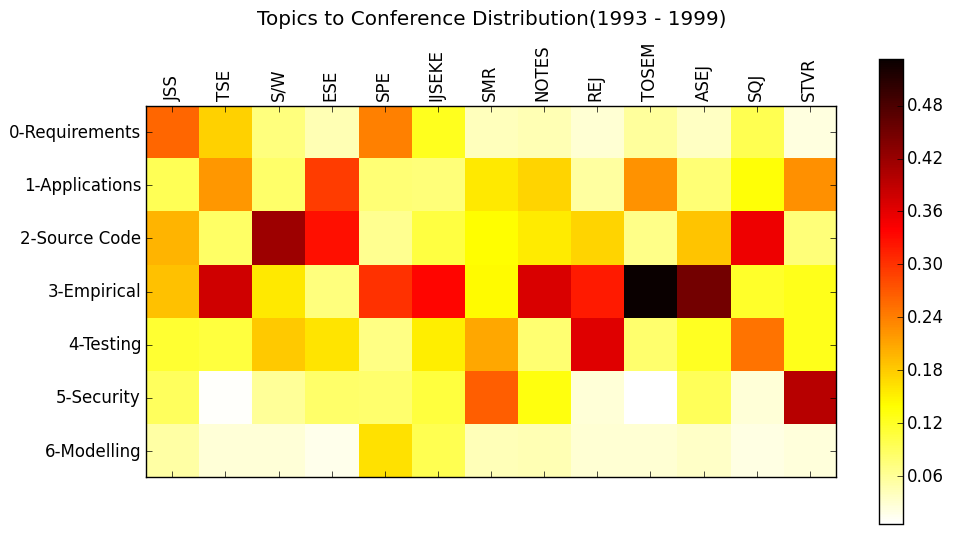 Topics to Conference Distribution(1993 - 1999)
JSS TSE S/W ESE SPE IJSEKE SMR NOTES REJ TOSEM ASEJ SQJ STVR
0-Requirements
1-Applications
2-Source Code
3-Empirical
4-Testing
5-Security
6-Modelling
0.48
0.42
0.36
0.30
0.24
0.18
0.12
0.06